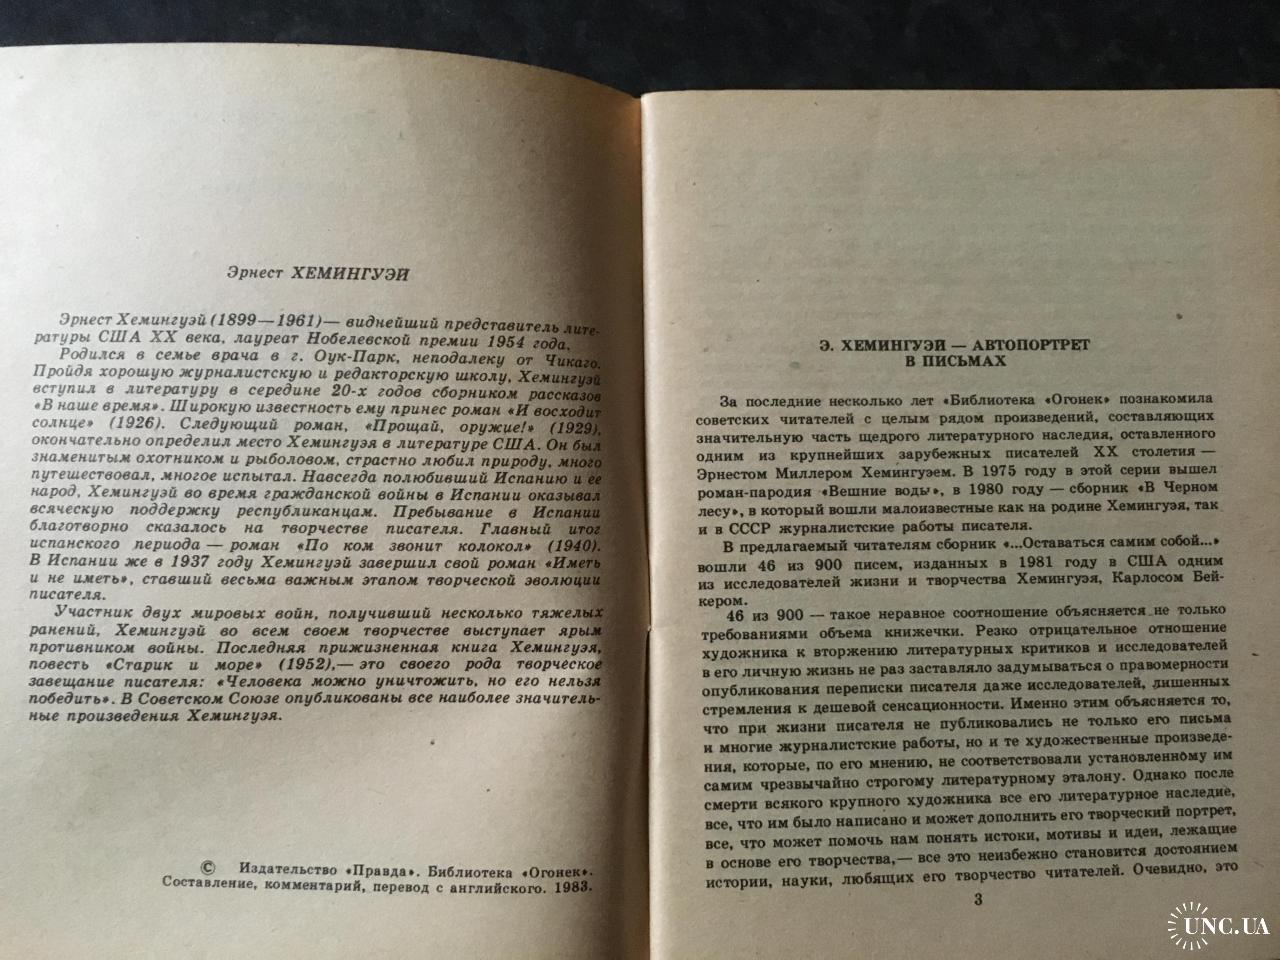 Эрнест ХЕМИНГУЭЙ
Эрнест Хемингуэй (1899—1961)— виднейший представитель лите-
ратуры США XX века, лауреат Нобелевской премии 1954 года.
Родился в семье врача в г. Оук-Парк, неподалеку от Чикаго.
Пройдя хорошую журналистскую и редакторскую школу, Хемингуэй
вступил в литературу в середине 20-х годов сборником рассказов
«В наше время». Широкую известность ему принес роман «И восходит
солнце» (1926). Следующий роман, «Прощай, оружие!» (1929),
окончательно определил место Хемингуэя в литературе США. Он был
знаменитым охотником и рыболовом, страстно любил природу, много
путешествовал, многое испытал. Навсегда полюбивший Испанию и ее
народ, Хемингуэй во время гражданской войны в Испании оказывал
всяческую поддержку республиканцам. Пребывание в Испании
благотворно сказалось на творчестве писателя. Главный итог
испанского периода — роман «По ком звонит колокол» (1940).
В Испании же в 1937 году Хемингуэй завершил свой роман «Иметь
и не иметь», ставший весьма важным этапом творческой эволюции
писателя.
Участник двух мировых войн, получивший несколько тяжелых
ранений, Хемингуэй во всем своем творчестве выступает ярым
противником войны. Последняя прижизненная книга Хемингуэя,
повесть «Старик и море» (1952),— это своего рода творческое
завещание писателя: «Человека можно уничтожить, но его нельзя
победить». В Советском Союзе опубликованы все наиболее значитель-
ные произведения Хемингуэя.
© Издательство «Правда». Библиотека «Огонек».
Составление, комментарий, перевод с английского. 1983.
Э. ХЕМИНГУЭЙ — АВТОПОРТРЕТ
В ПИСЬМАХ
За последние несколько лет «Библиотека «Огонек» познакомила
советских читателей с целым рядом произведений, составляющих
значительную часть щедрого литературного наследия, оставленного
одним из крупнейших зарубежных писателей XX столетия —
Эрнестом Миллером Хемингуэем. В 1975 году в этой серии вышел
роман-пародия «Вешние воды», в 1980 году — сборник «В Черном
лесу», в который вошли малоизвестные как на родине Хемингуэя, так
и в СССР журналистские работы писателя.
В предлагаемый читателям сборник «...Оставаться самим собой...»
вошли 46 из 900 писем, изданных в 1981 году в США одним
из исследователей жизни и творчества Хемингуэя, Карлосом Бей-
кером.
46 из 900 — такое неравное соотношение объясняется не только
требованиями объема книжечки. Резко отрицательное отношение
художника к вторжению литературных критиков и исследователей
в его личную жизнь не раз заставляло задумываться о правомерности
опубликования переписки писателя даже исследователей, лишенных
стремления к дешевой сенсационности. Именно этим объясняется то,
что при жизни писателя не публиковались не только его письма
и многие журналистские работы, но и те художественные произведе-
ния, которые, по его мнению, не соответствовали установленному им
самим чрезвычайно строгому литературному эталону. Однако после
смерти всякого крупного художника все его литературное наследие,
все, что им было написано и может дополнить его творческий портрет,
все, что может помочь нам понять истоки, мотивы и идеи, лежащие
в основе его творчества,— все это неизбежно становится достоянием
истории, науки, любящих его творчество читателей. Очевидно, это
3
UNC.UA